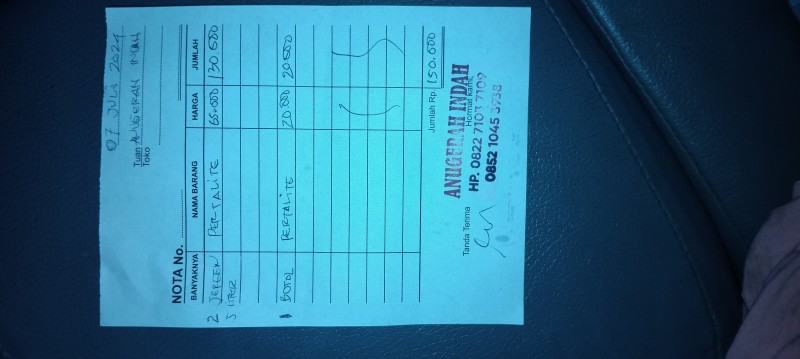 07 JULI 2024
Tuan ANUGERAH INDAH
Toko
NOTA No.
BANYAKNYA NAMA BARANG HARGA JUMLAH
2 JERGEN PERTALITE 65.000 130.000
5 LITER
1 BOTOL PERTALITE 20.000 20.000
Jumlah Rp. 150.000
Tanda Terima Hormat kami,
ANUGERAH INDAH
HP. 0822 7103 7109
0852 1045 3938